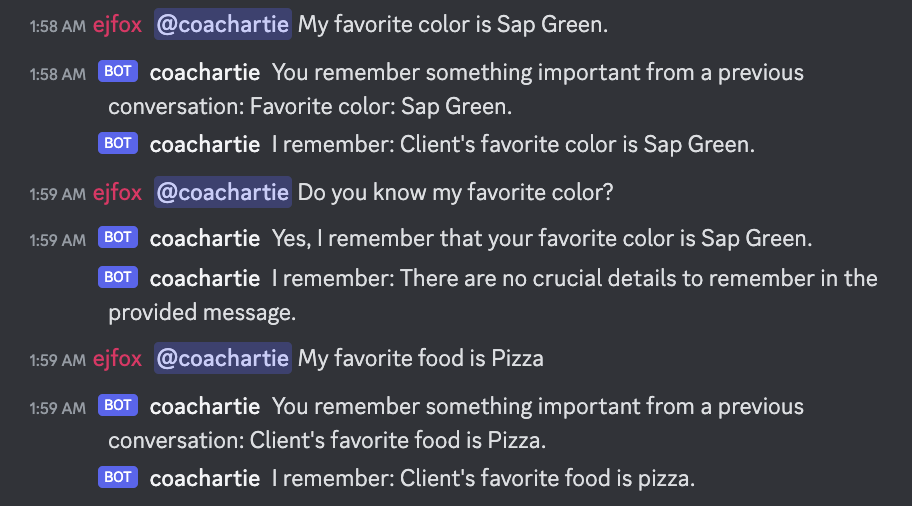 1:58 AM ejfox @coachartie My favorite color is Sap Green.
1:58 AM BOT coachartie You remember something important from a previous
conversation: Favorite color: Sap Green.
BOT coachartie I remember: Client's favorite color is Sap Green.
1:59 AM ejfox @coachartie Do you know my favorite color?
1:59 AM BOT coachartie Yes, I remember that your favorite color is Sap Green.
BOT coachartie I remember: There are no crucial details to remember in the
provided message.
1:59 AM ejfox @coachartie My favorite food is Pizza
1:59 AM BOT coachartie You remember something important from a previous
conversation: Client's favorite food is Pizza.
BOT coachartie I remember: Client's favorite food is pizza.